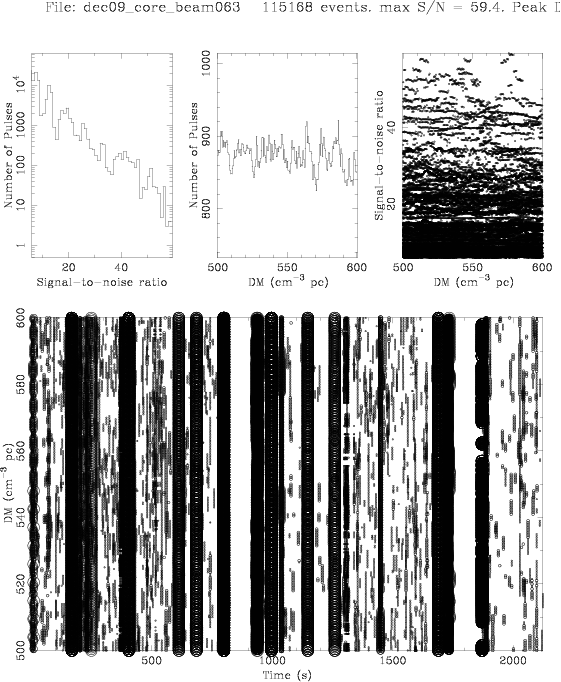 File: dec09_core_beam063 115168 events. max S/N = 59.4. Peak D
Number of Pulses
10⁴
1000
100
10
1
20 40
Signal−to−noise ratio
Number of Pulses
1000
900
800
500 550 600
DM (cm⁻³ pc)
Signal−to−noise ratio
40
20
500 550 600
DM (cm⁻³ pc)
DM (cm⁻³ pc)
600
580
560
540
520
500
500 1000 1500 2000
Time (s)